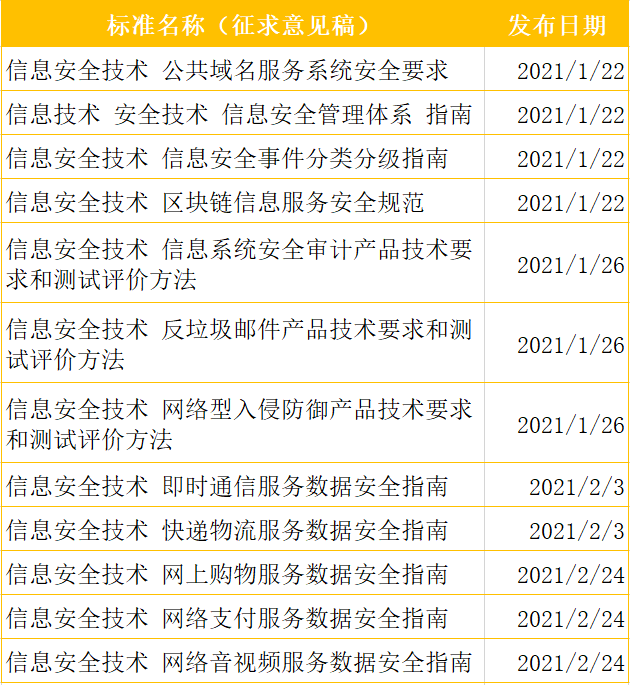 标准名称（征求意见稿） 发布日期
信息安全技术 公共域名服务系统安全要求 2021/1/22
信息技术 安全技术 信息安全管理体系 指南 2021/1/22
信息安全技术 信息安全事件分类分级指南 2021/1/22
信息安全技术 区块链信息服务安全规范 2021/1/22
信息安全技术 信息系统安全审计产品技术要
求和测试评价方法 2021/1/26
信息安全技术 反垃圾邮件产品技术要求和测
试评价方法 2021/1/26
信息安全技术 网络型入侵防御产品技术要求
和测试评价方法 2021/1/26
信息安全技术 即时通信服务数据安全指南 2021/2/3
信息安全技术 快递物流服务数据安全指南 2021/2/3
信息安全技术 网上购物服务数据安全指南 2021/2/24
信息安全技术 网络支付服务数据安全指南 2021/2/24
信息安全技术 网络音视频服务数据安全指南 2021/2/24